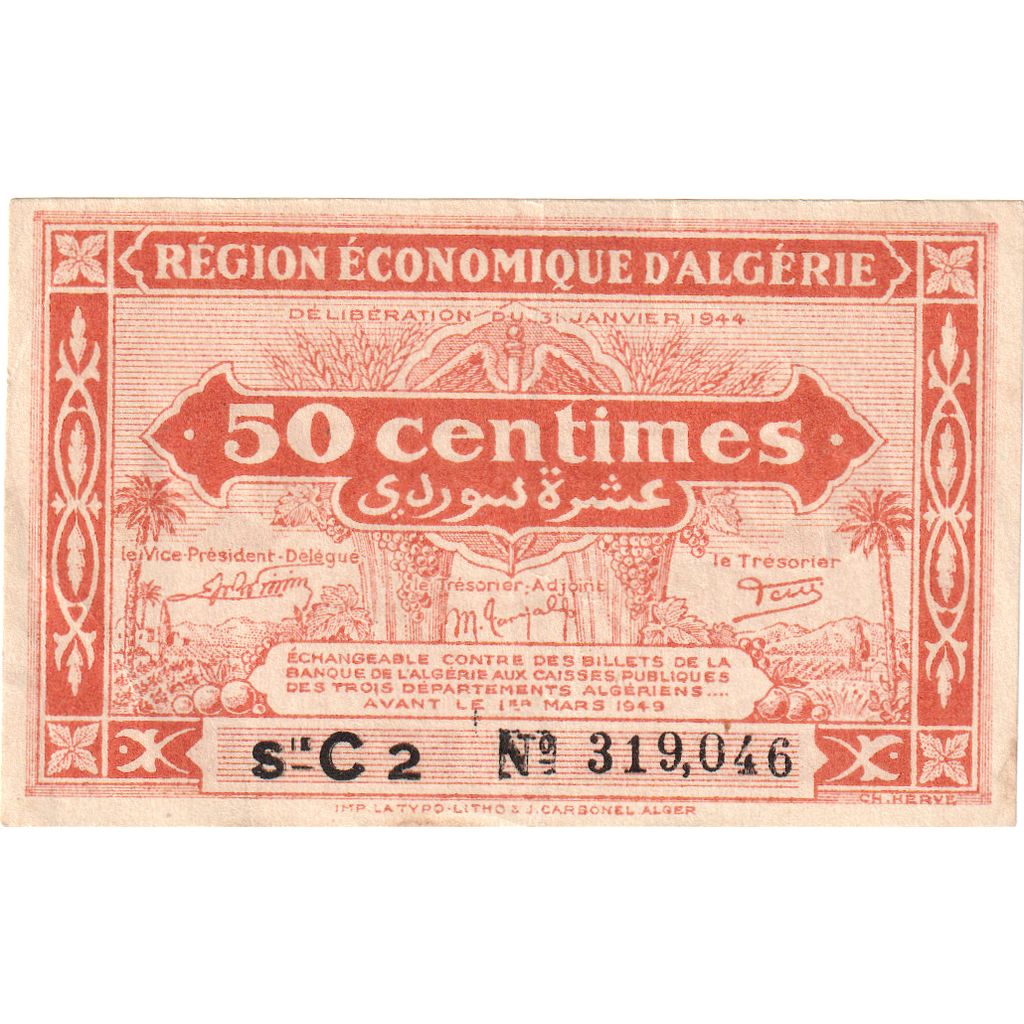 RÉGION ÉCONOMIQUE D'ALGÉRIE
DÉLIBÉRATION DU 31 JANVIER 1944
50 centimes
عشرة سوردي
le Vice-Président-Délégué
le Trésorier-Adjoint
le Trésorier
ÉCHANGEABLE CONTRE DES BILLETS DE LA
BANQUE DE L'ALGÉRIE AUX CAISSES PUBLIQUES
DES TROIS DÉPARTEMENTS ALGÉRIENS....
AVANT LE 1ER MARS 1949
SIE C 2 No 319,046
CH. HERVÉ
IMP. LA TYPO-LITHO & J. CARBONEL ALGER